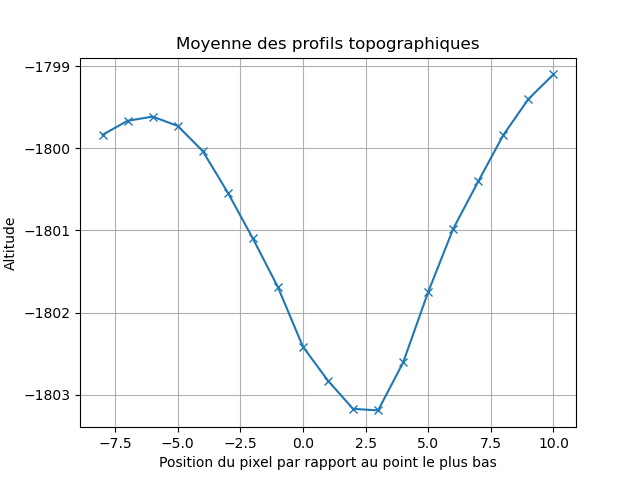 Moyenne des profils topographiques
Altitude
−1799
−1800
−1801
−1802
−1803
−7.5 −5.0 −2.5 0.0 2.5 5.0 7.5 10.0
Position du pixel par rapport au point le plus bas